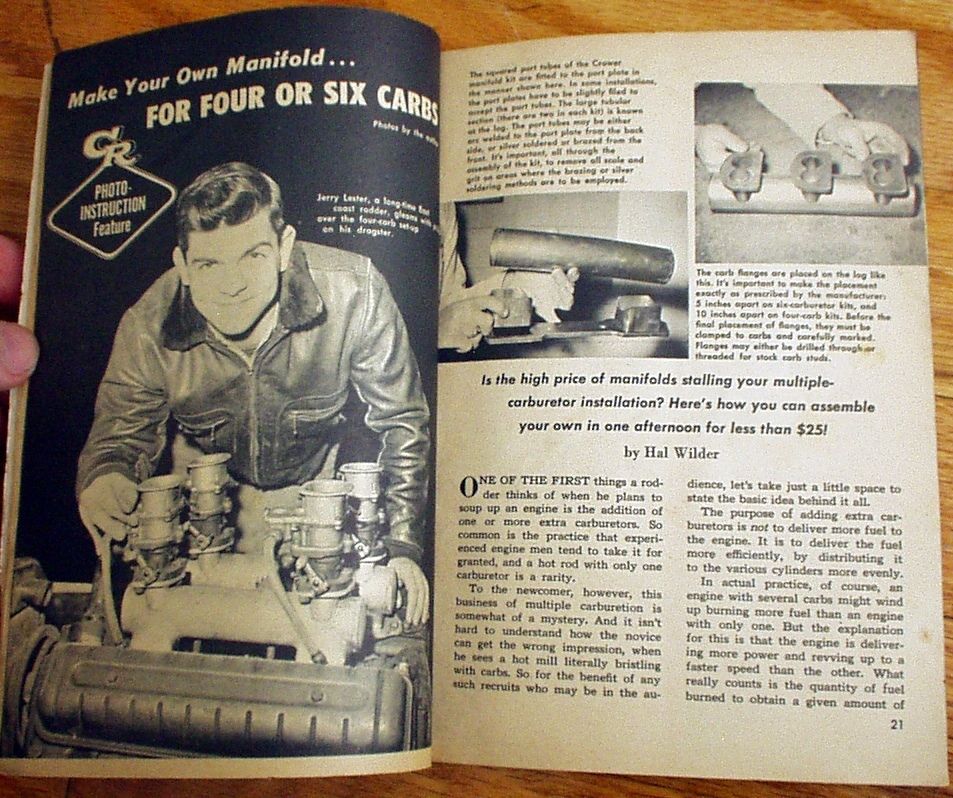 Make Your Own Manifold...
FOR FOUR OR SIX CARBS
Photos by the
CR
PHOTO-
INSTRUCTION
Feature
Jerry Lester, a long-time
coast rodder, gleams with
over the four-carb set-up
on his dragster.
The squared port tubes of the Crower
manifold kit are fitted to the port plate in
the manner shown here. In some installations,
the port plates have to be slightly filed to
accept the port tubes. The large tubular
section (there are two in each kit) is known
as the log. The port tubes may be either
arc welded to the port plate from the back
side, or silver soldered or brazed from the
front. It's important, all through the
assembly of the kit, to remove all scale and
grit on areas where the brazing or silver
soldering methods are to be employed.
The carb flanges are placed on the log like
this. It's important to make the placement
exactly as prescribed by the manufacturer:
5 inches apart on six-carburetor kits, and
10 inches apart on four-carb kits. Before the
final placement of flanges, they must be
clamped to carbs and carefully marked.
Flanges may either be drilled through or
threaded for stock carb studs.
Is the high price of manifolds stalling your multiple-
carburetor installation? Here's how you can assemble
your own in one afternoon for less than $25!
by Hal Wilder
ONE OF THE FIRST things a rod-
der thinks of when he plans to
soup up an engine is the addition of
one or more extra carburetors. So
common is the practice that experi-
enced engine men tend to take it for
granted, and a hot rod with only one
carburetor is a rarity.
To the newcomer, however, this
business of multiple carburetion is
somewhat of a mystery. And it isn't
hard to understand how the novice
can get the wrong impression, when
he sees a hot mill literally bristling
with carbs. So for the benefit of any
such recruits who may be in the au-
dience, let's take just a little space to
state the basic idea behind it all.
The purpose of adding extra car-
buretors is not to deliver more fuel to
the engine. It is to deliver the fuel
more efficiently, by distributing it
to the various cylinders more evenly.
In actual practice, of course, an
engine with several carbs might wind
up burning more fuel than an engine
with only one. But the explanation
for this is that the engine is deliver-
ing more power and revving up to a
faster speed than the other. What
really counts is the quantity of fuel
burned to obtain a given amount of
21